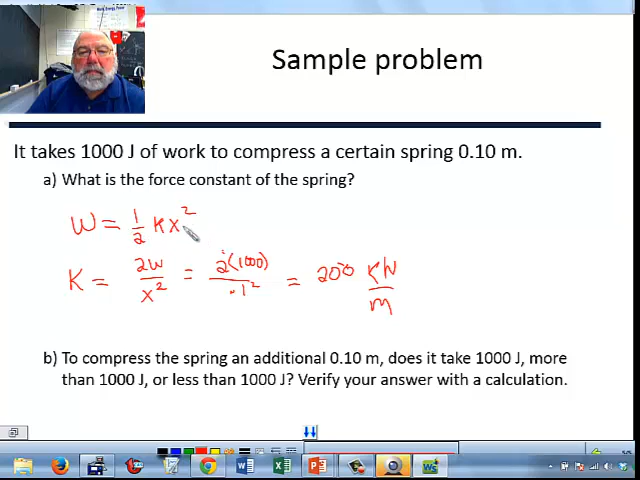 Sample problem
It takes 1000 J of work to compress a certain spring 0.10 m.
a) What is the force constant of the spring?
W = 1/2 Kx²
K = 2W/x² = 2(1000)/.1² = 200 KN/m
b) To compress the spring an additional 0.10 m, does it take 1000 J, more
than 1000 J, or less than 1000 J? Verify your answer with a calculation.